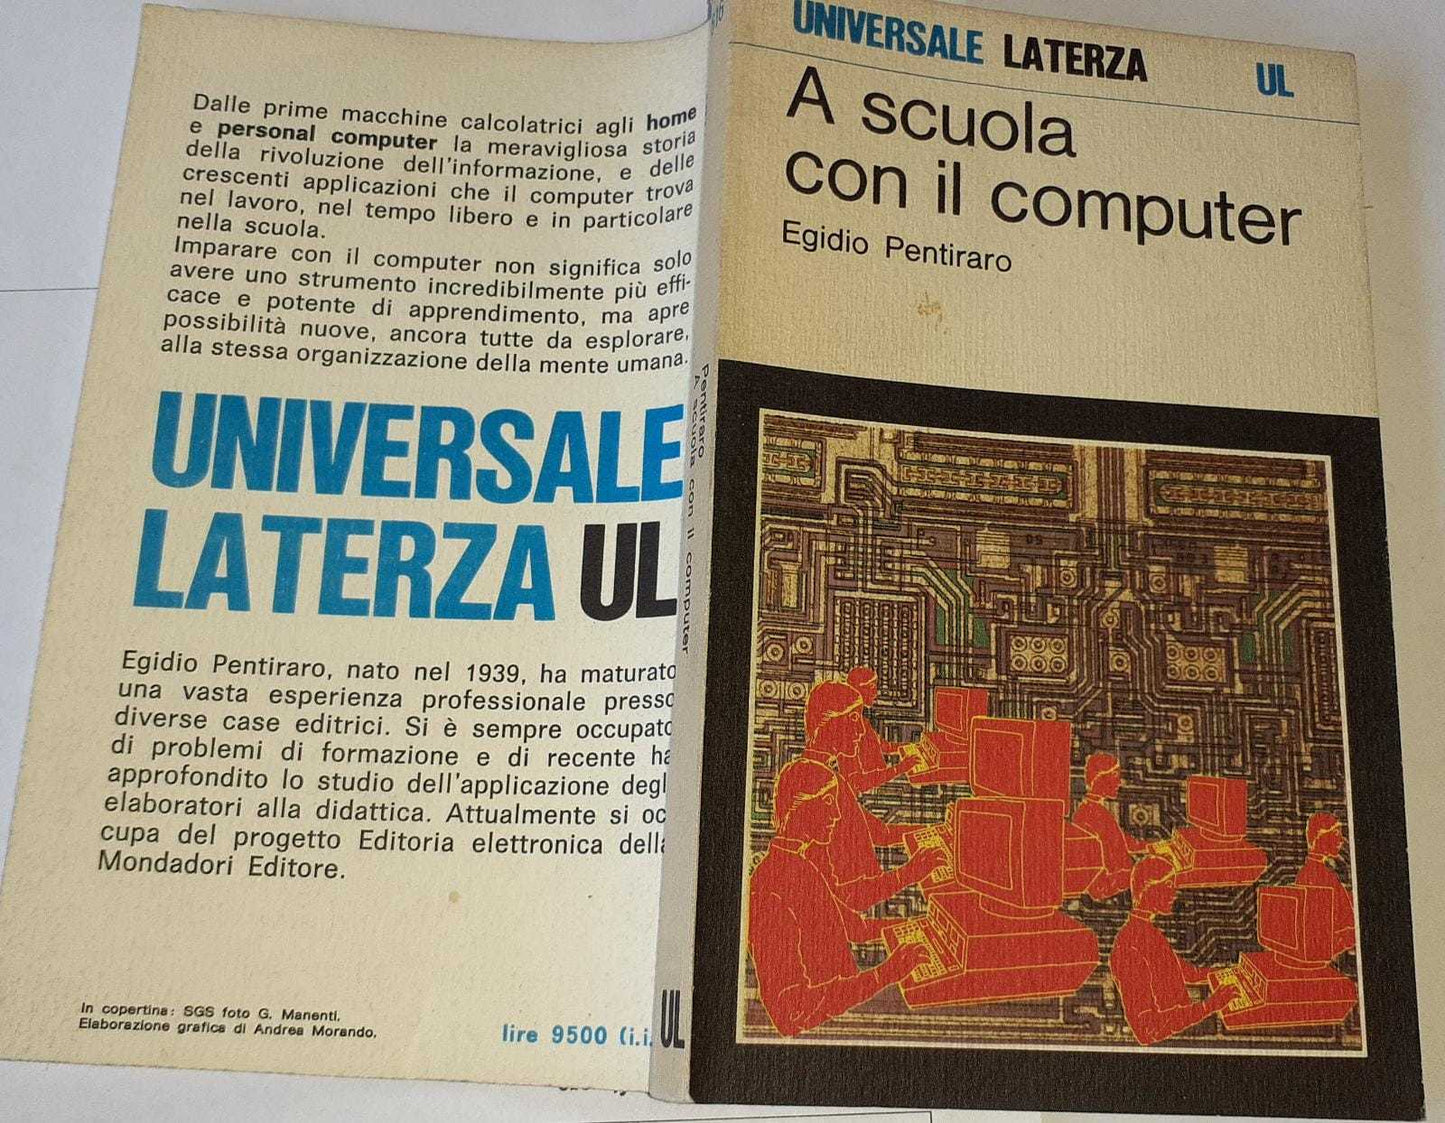 Dalle prime macchine calcolatrici agli home
e personal computer la meravigliosa storia
della rivoluzione dell'informazione, e delle
crescenti applicazioni che il computer trova
nel lavoro, nel tempo libero e in particolare
nella scuola.
Imparare con il computer non significa solo
avere uno strumento incredibilmente più effi-
cace e potente di apprendimento, ma apre
possibilità nuove, ancora tutte da esplorare,
alla stessa organizzazione della mente umana.
UNIVERSALE
LATERZA UL
Egidio Pentiraro, nato nel 1939, ha maturato
una vasta esperienza professionale presso
diverse case editrici. Si è sempre occupato
di problemi di formazione e di recente ha
approfondito lo studio dell'applicazione degl
elaboratori alla didattica. Attualmente si oc
cupa del progetto Editoria elettronica della
Mondadori Editore.
In copertina: SGS foto G. Manenti.
Elaborazione grafica di Andrea Morando.
lire 9500 (i.i.
Pentiraro
A scuola con il computer
UL
UNIVERSALE LATERZA UL
A scuola
con il computer
Egidio Pentiraro